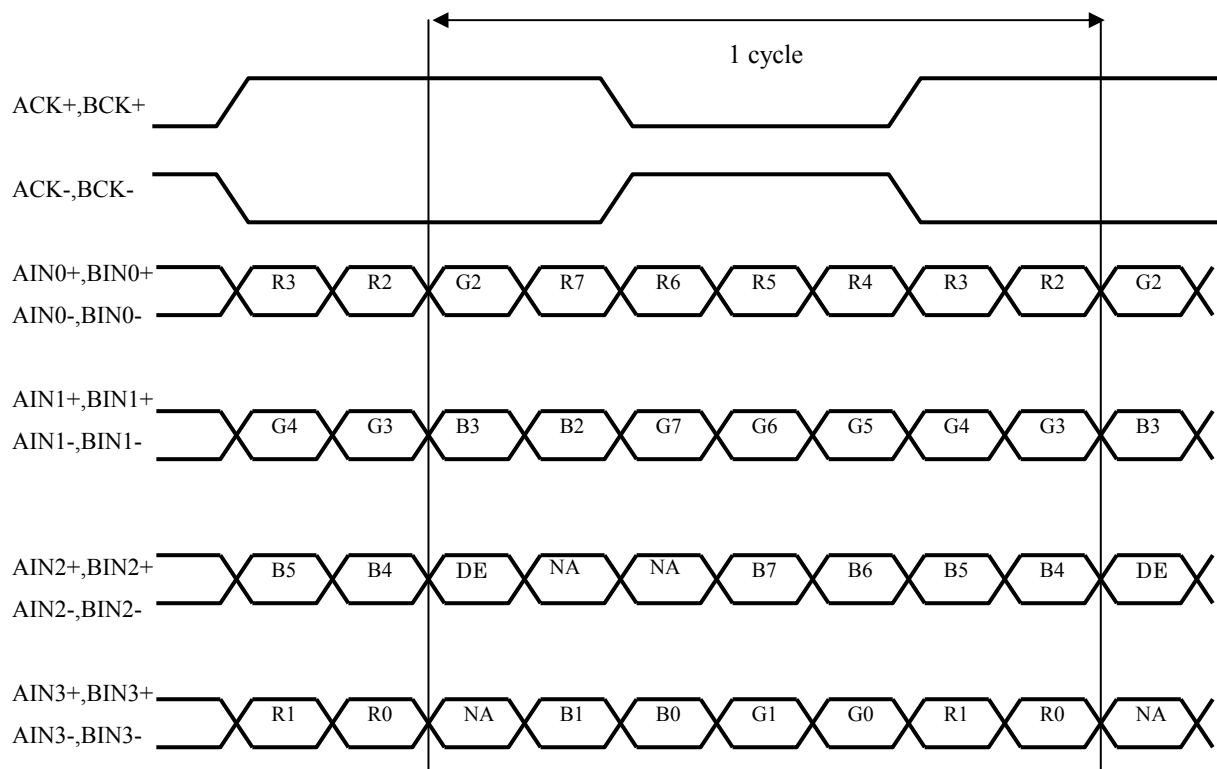 1 cycle
ACK+,BCK+
ACK-,BCK-
AIN0+,BIN0+
R3 R2 G2 R7 R6 R5 R4 R3 R2 G2
AIN0-,BIN0-
AIN1+,BIN1+
G4 G3 B3 B2 G7 G6 G5 G4 G3 B3
AIN1-,BIN1-
AIN2+,BIN2+
B5 B4 DE NA NA B7 B6 B5 B4 DE
AIN2-,BIN2-
AIN3+,BIN3+
R1 R0 NA B1 B0 G1 G0 R1 R0 NA
AIN3-,BIN3-